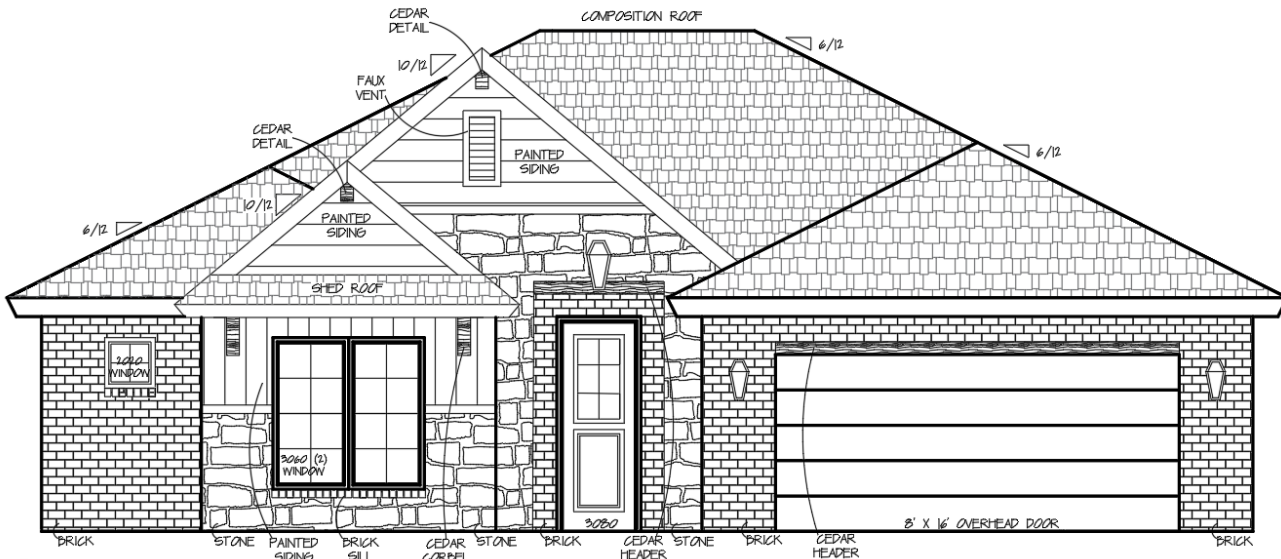 COMPOSITION ROOF
CEDAR
DETAIL
6/12
10/12
FAUX
VENT
CEDAR
DETAIL
PAINTED
SIDING
6/12
10/12
PAINTED
SIDING
6/12
SHED ROOF
2020
WINDOW
3060 (2)
WINDOW
3080
8' X 16' OVERHEAD DOOR
BRICK
STONE
PAINTED
SIDING
BRICK
SILL
CEDAR
CORBEL
STONE
BRICK
CEDAR
HEADER
STONE
BRICK
CEDAR
HEADER
BRICK